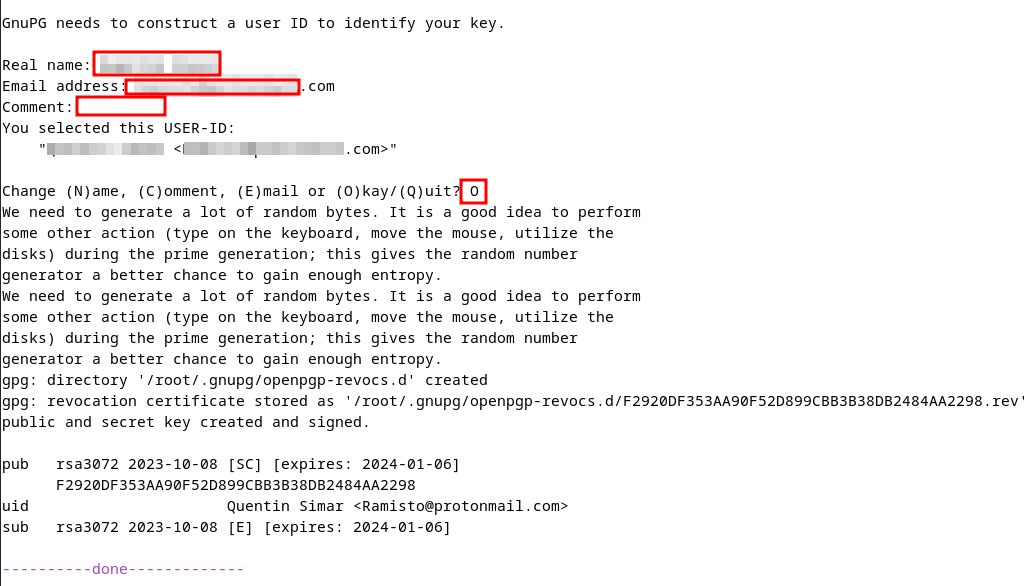 GnuPG needs to construct a user ID to identify your key.
Real name:
Email address: .com
Comment:
You selected this USER-ID:
" < .com>"
Change (N)ame, (C)omment, (E)mail or (O)kay/(Q)uit? O
We need to generate a lot of random bytes. It is a good idea to perform
some other action (type on the keyboard, move the mouse, utilize the
disks) during the prime generation; this gives the random number
generator a better chance to gain enough entropy.
We need to generate a lot of random bytes. It is a good idea to perform
some other action (type on the keyboard, move the mouse, utilize the
disks) during the prime generation; this gives the random number
generator a better chance to gain enough entropy.
gpg: directory '/root/.gnupg/openpgp-revocs.d' created
gpg: revocation certificate stored as '/root/.gnupg/openpgp-revocs.d/F2920DF353AA90F52D899CBB3B38DB2484AA2298.rev'
public and secret key created and signed.
pub   rsa3072 2023-10-08 [SC] [expires: 2024-01-06]
F2920DF353AA90F52D899CBB3B38DB2484AA2298
uid                      Quentin Simar <Ramisto@protonmail.com>
sub   rsa3072 2023-10-08 [E] [expires: 2024-01-06]
----------done-------------